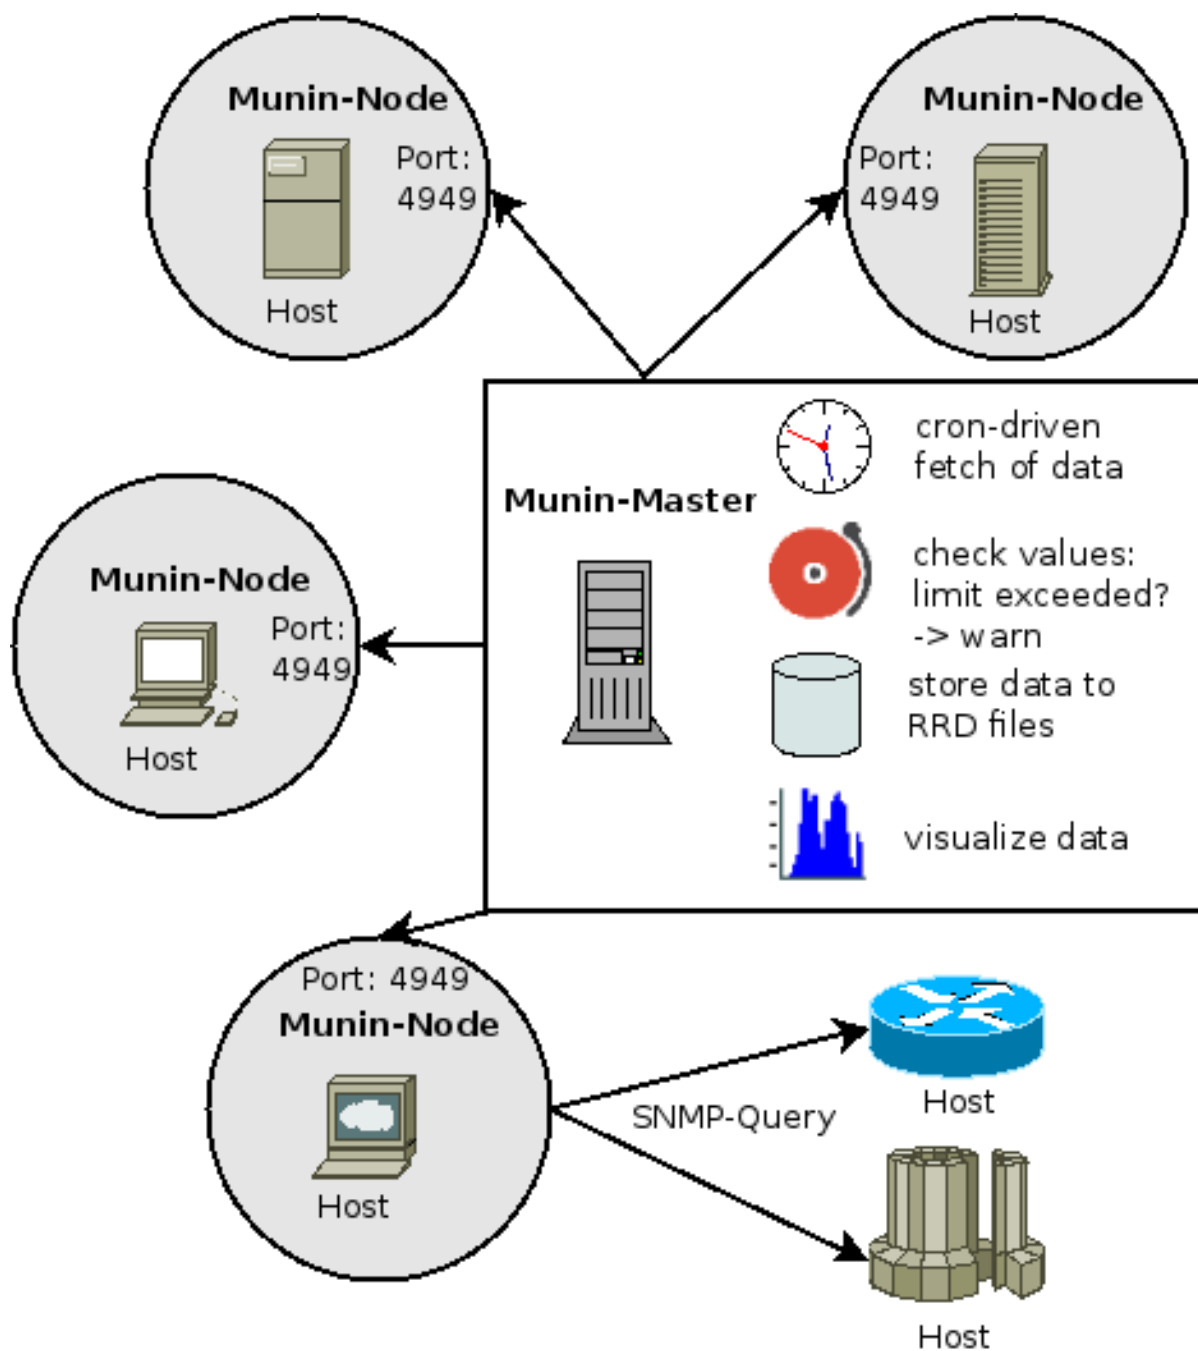 Munin-Node
Port:
4949
Host
Munin-Node
Port:
4949
Host
Munin-Master
cron-driven
fetch of data
check values:
limit exceeded?
-> warn
store data to
RRD files
visualize data
Munin-Node
Port:
4949
Host
Port: 4949
Munin-Node
Host
SNMP-Query
Host
Host